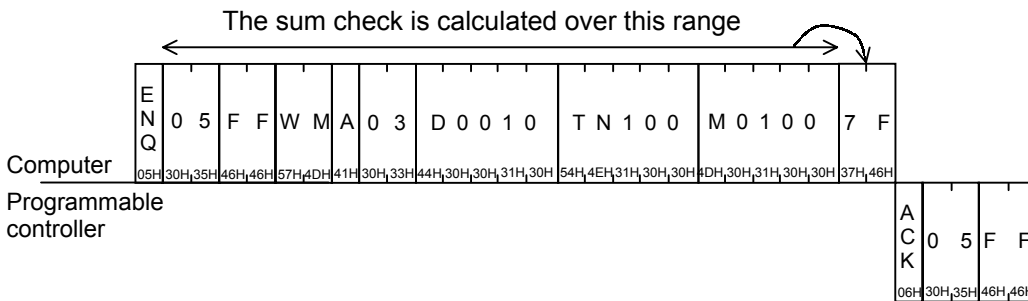 The sum check is calculated over this range
ENQ 0 5 F F W M A 0 3 D 0 0 1 0 T N 1 0 0 M 0 1 0 0 7 F
Computer
05H 30H 35H 46H 46H 57H 4DH 41H 30H 33H 44H 30H 30H 31H 30H 54H 4EH 31H 30H 30H 4DH 30H 31H 30H 30H 37H 46H
Programmable
controller
ACK 0 5 F F
06H 30H 35H 46H 46H